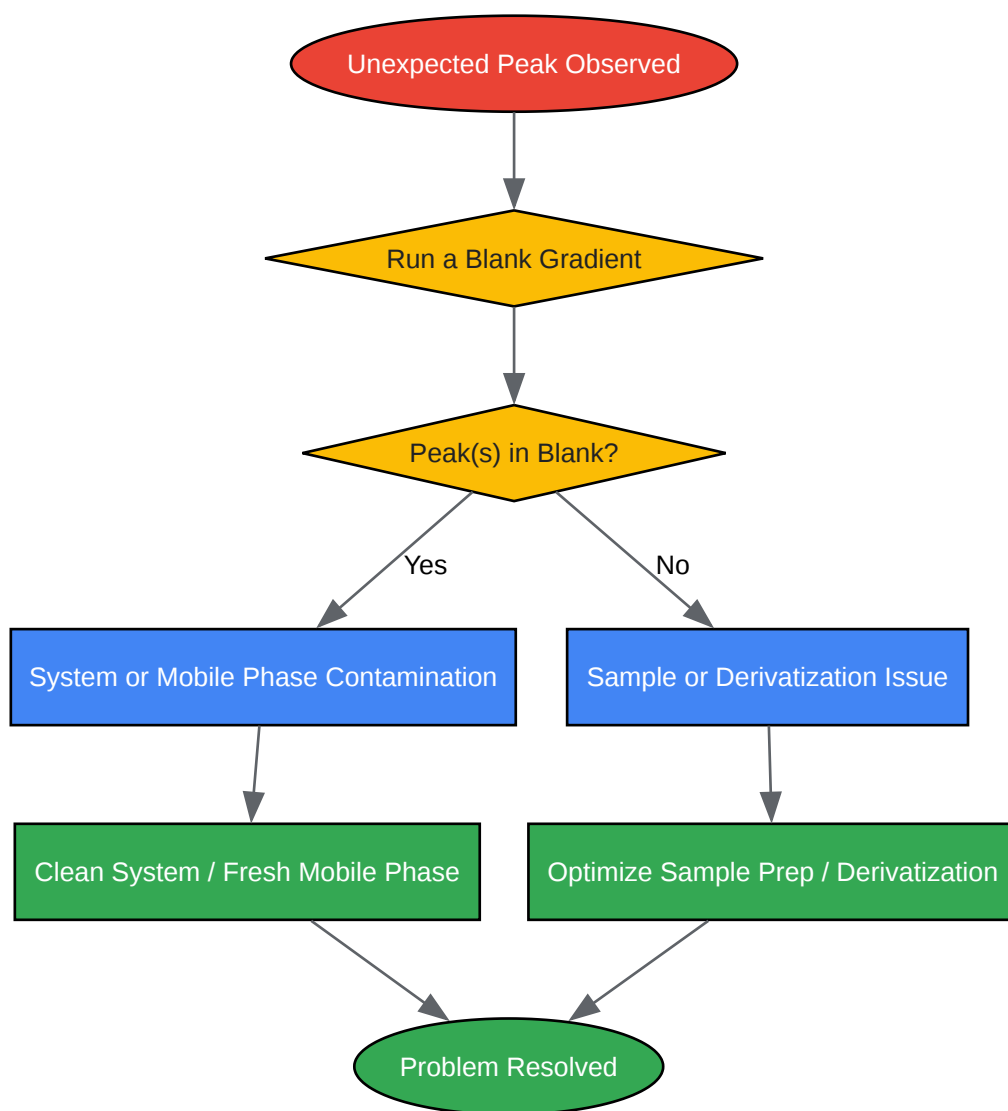 Unexpected Peak Observed
Run a Blank Gradient
Peak(s) in Blank?
Yes
No
System or Mobile Phase Contamination
Sample or Derivatization Issue
Clean System / Fresh Mobile Phase
Optimize Sample Prep / Derivatization
Problem Resolved